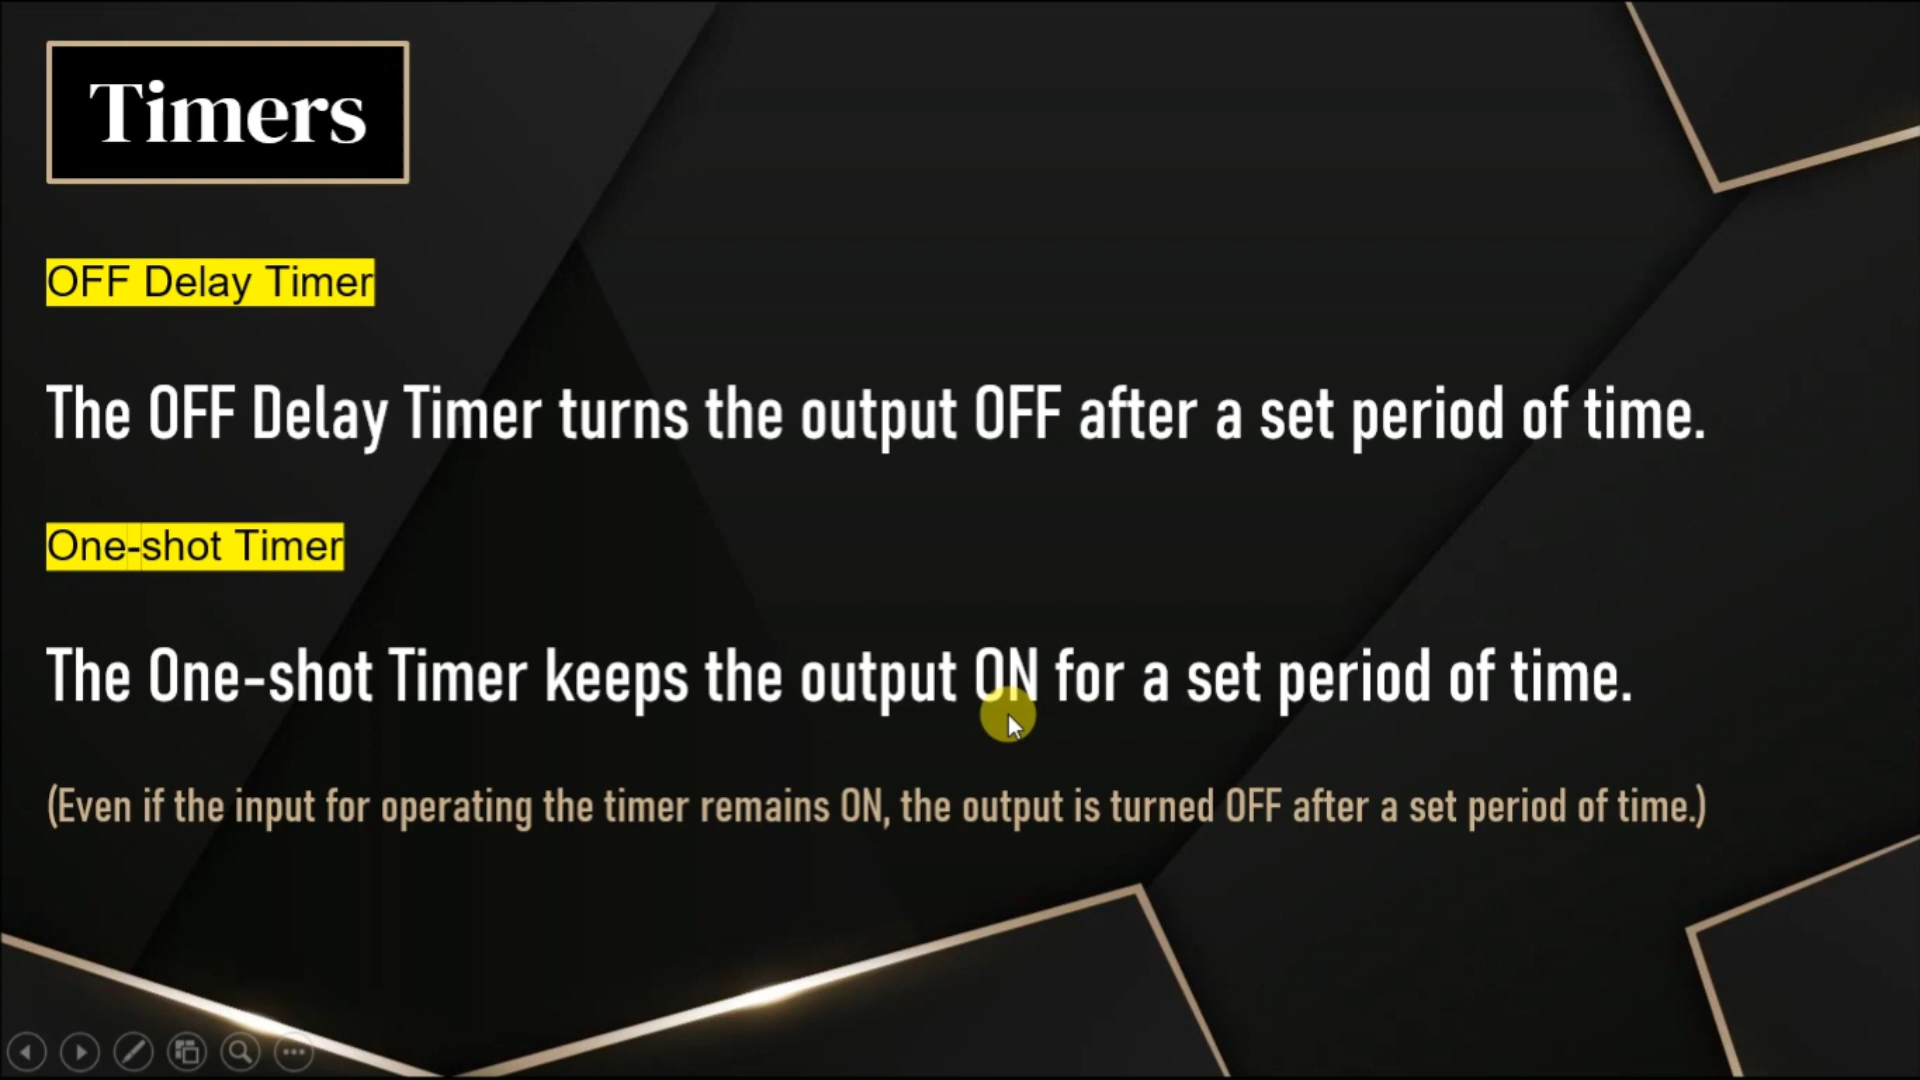 Timers
OFF Delay Timer
The OFF Delay Timer turns the output OFF after a set period of time.
One-shot Timer
The One-shot Timer keeps the output ON for a set period of time.
(Even if the input for operating the timer remains ON, the output is turned OFF after a set period of time.)